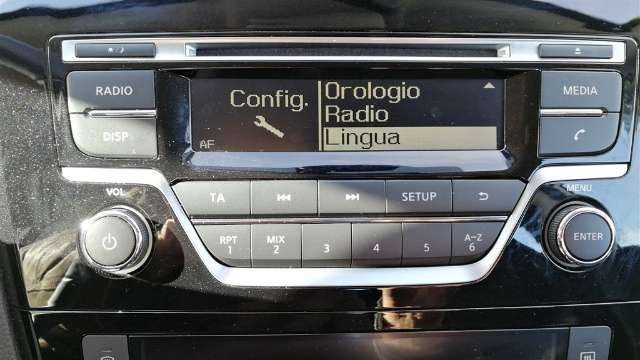 RADIO
DISP
Config.
AF
Orologio
Radio
Lingua
MEDIA
VOL
TA
SETUP
MENU
ENTER
RPT
1
MIX
2
3
4
5
A-Z
6